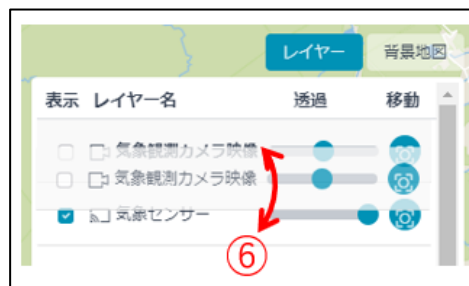 レイヤー 背景地図
表示 レイヤー名 透過 移動
気象観測カメラ映像
気象観測カメラ映像
気象センサー
⑥